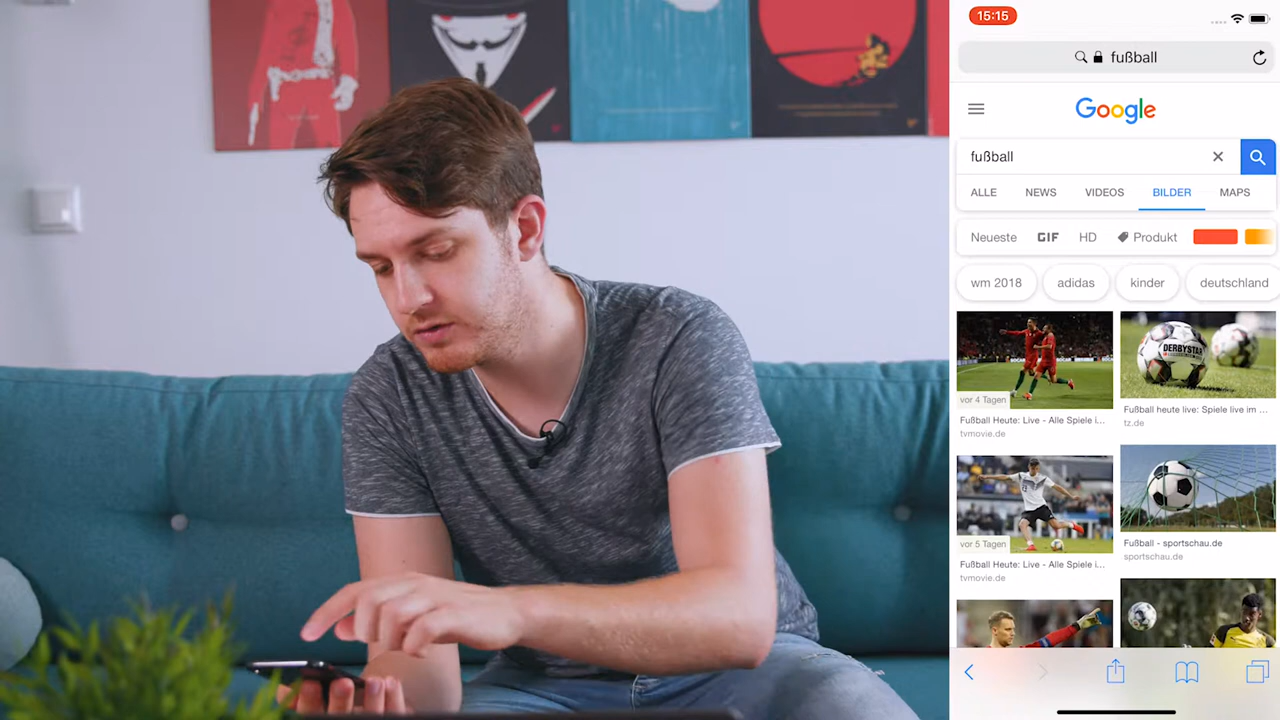 15:15
fußball
Google
fußball
ALLE NEWS VIDEOS BILDER MAPS
Neueste GIF HD Produkt
wm 2018 adidas kinder deutschland
DERBYSTAR
vor 4 Tagen
Fußball Heute: Live - Alle Spiele i...
tvmovie.de
Fußball heute live: Spiele live im ...
tz.de
vor 5 Tagen
Fußball Heute: Live - Alle Spiele i...
tvmovie.de
Fußball - sportschau.de
sportschau.de